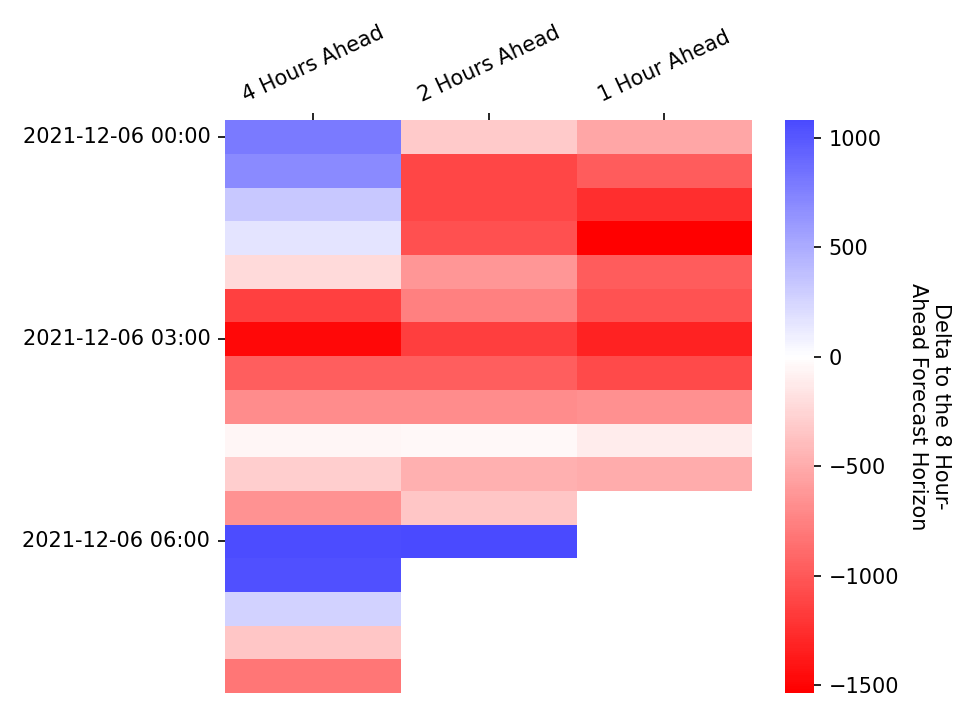 4 Hours Ahead
2 Hours Ahead
1 Hour Ahead
2021-12-06 00:00
2021-12-06 03:00
2021-12-06 06:00
1000
500
0
−500
−1000
−1500
Delta to the 8 Hour-
Ahead Forecast Horizon